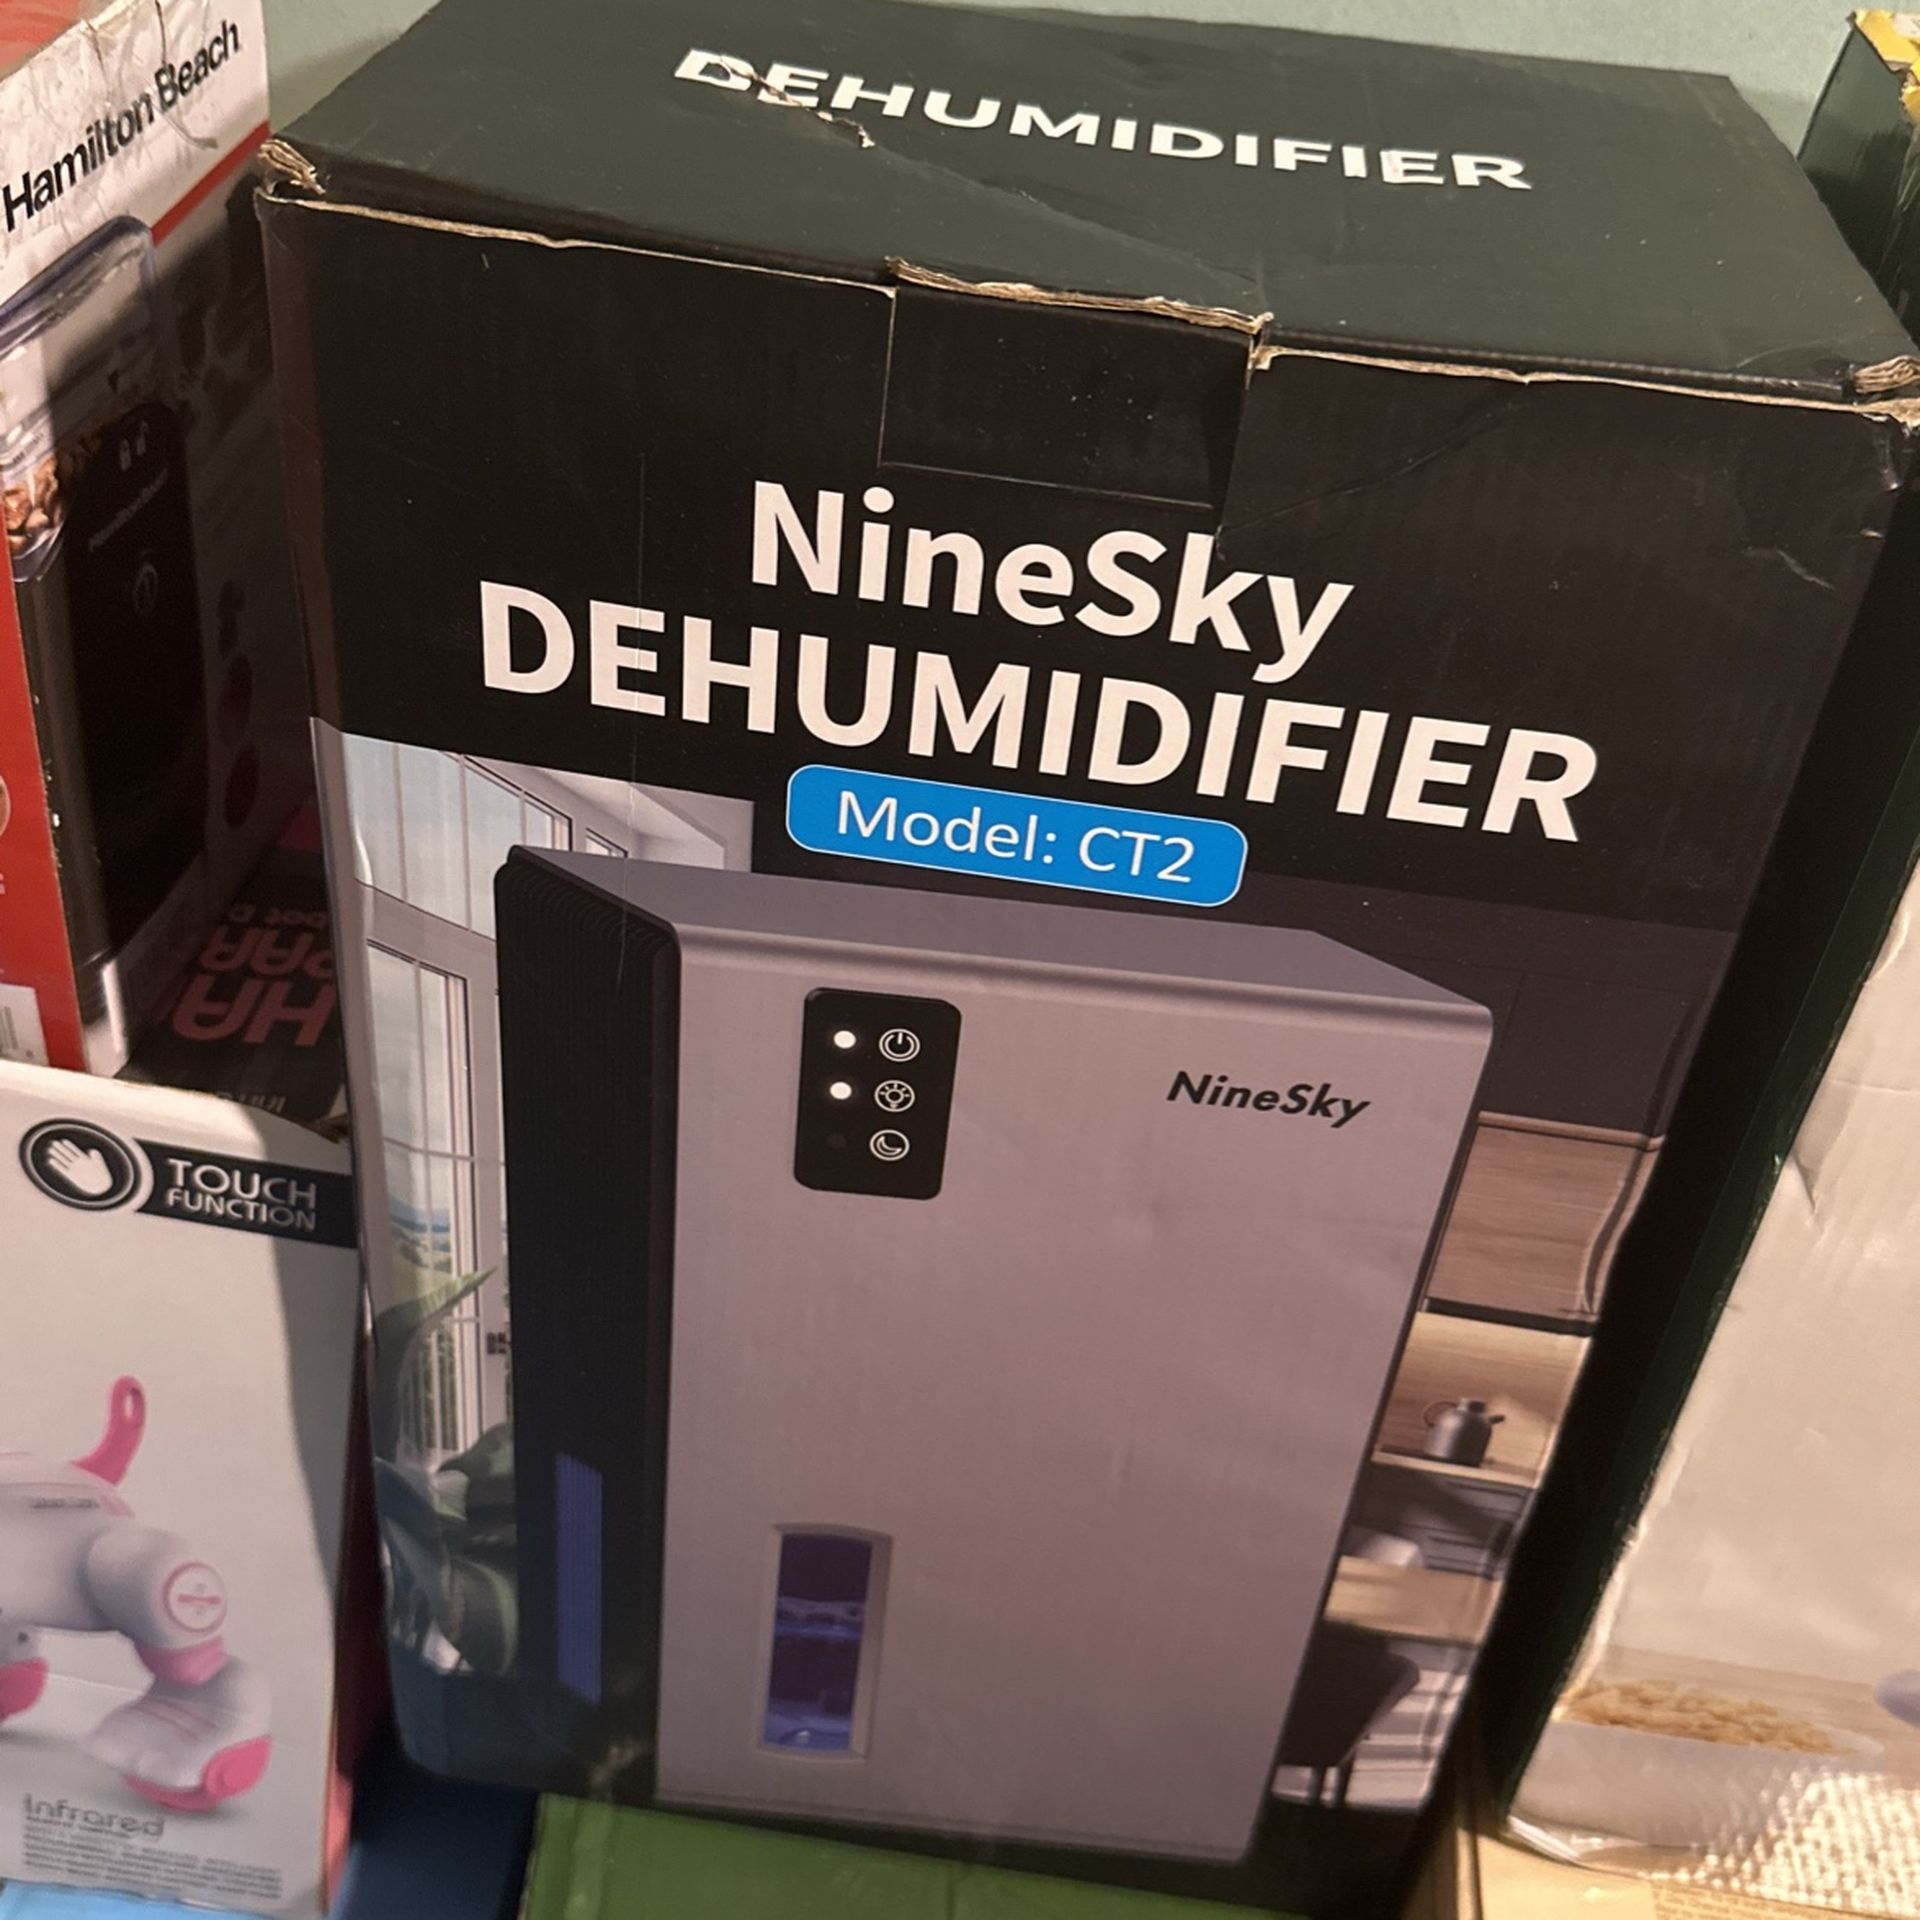 Hamilton Beach
DEHUMIDIFIER
NineSky
DEHUMIDIFIER
Model: CT2
NineSky
TOUCH
FUNCTION
Infrared